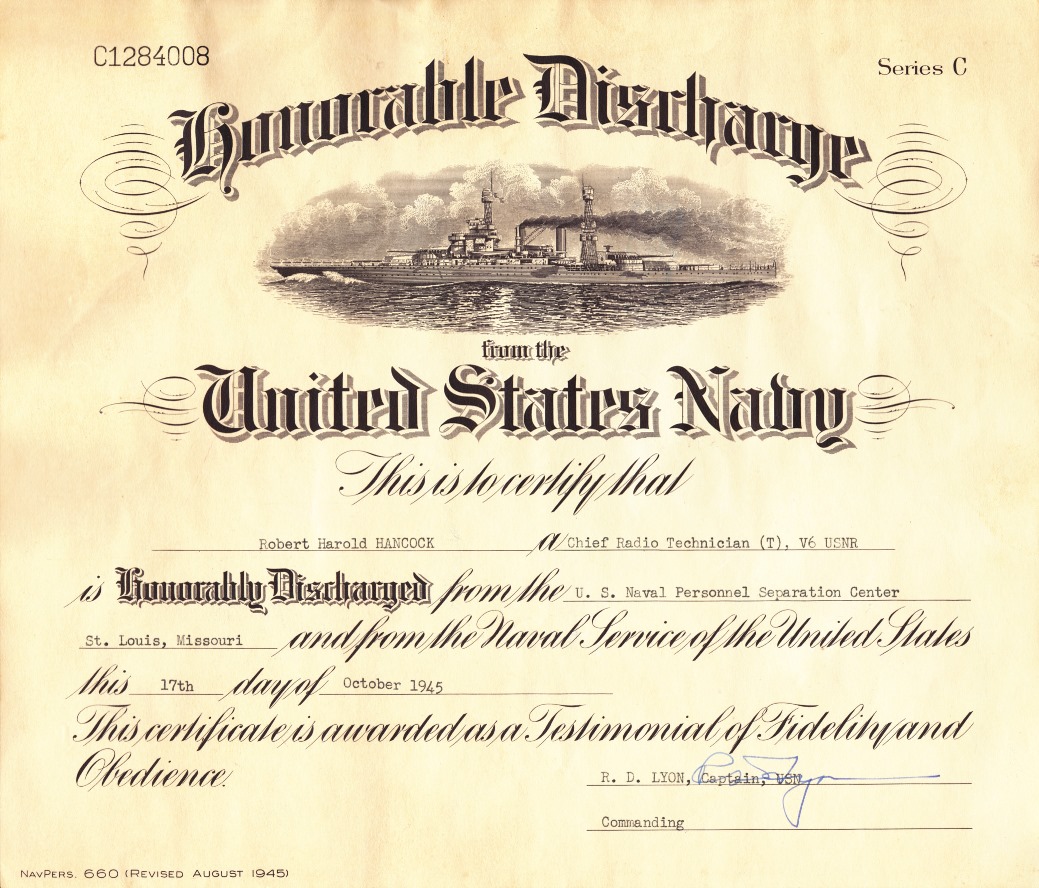 C1284008
Series C
Honorable Discharge
from the
United States Navy
This is to certify that
Robert Harold HANCOCK a Chief Radio Technician (T), V6 USNR
is Honorably Discharged from the U. S. Naval Personnel Separation Center
St. Louis, Missouri and from the Naval Service of the United States
this 17th day of October 1945
This certificate is awarded as a Testimonial of Fidelity and
Obedience.
R. D. LYON, Captain, USN
Commanding
NAVPERS. 660 (REVISED AUGUST 1945)